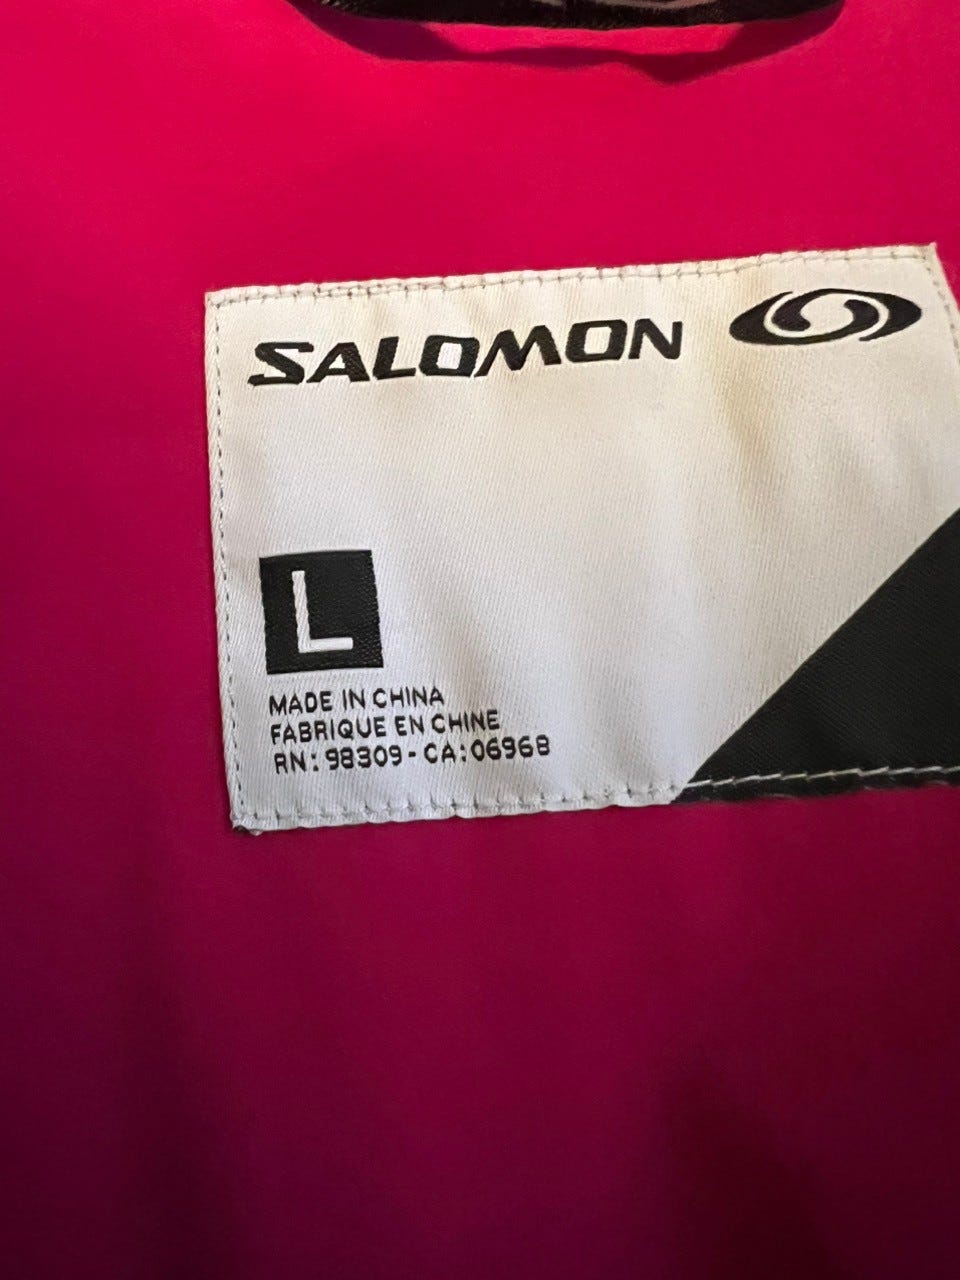 SALOMON
L
MADE IN CHINA
FABRIQUE EN CHINE
RN: 98309 - CA: 06968